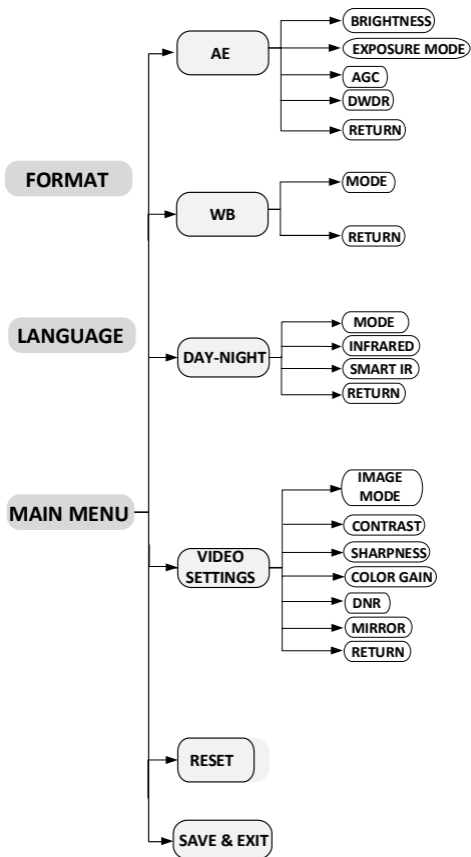 FORMAT
LANGUAGE
MAIN MENU
AE
BRIGHTNESS
EXPOSURE MODE
AGC
DWDR
RETURN
WB
MODE
RETURN
DAY-NIGHT
MODE
INFRARED
SMART IR
RETURN
VIDEO
SETTINGS
IMAGE
MODE
CONTRAST
SHARPNESS
COLOR GAIN
DNR
MIRROR
RETURN
RESET
SAVE & EXIT